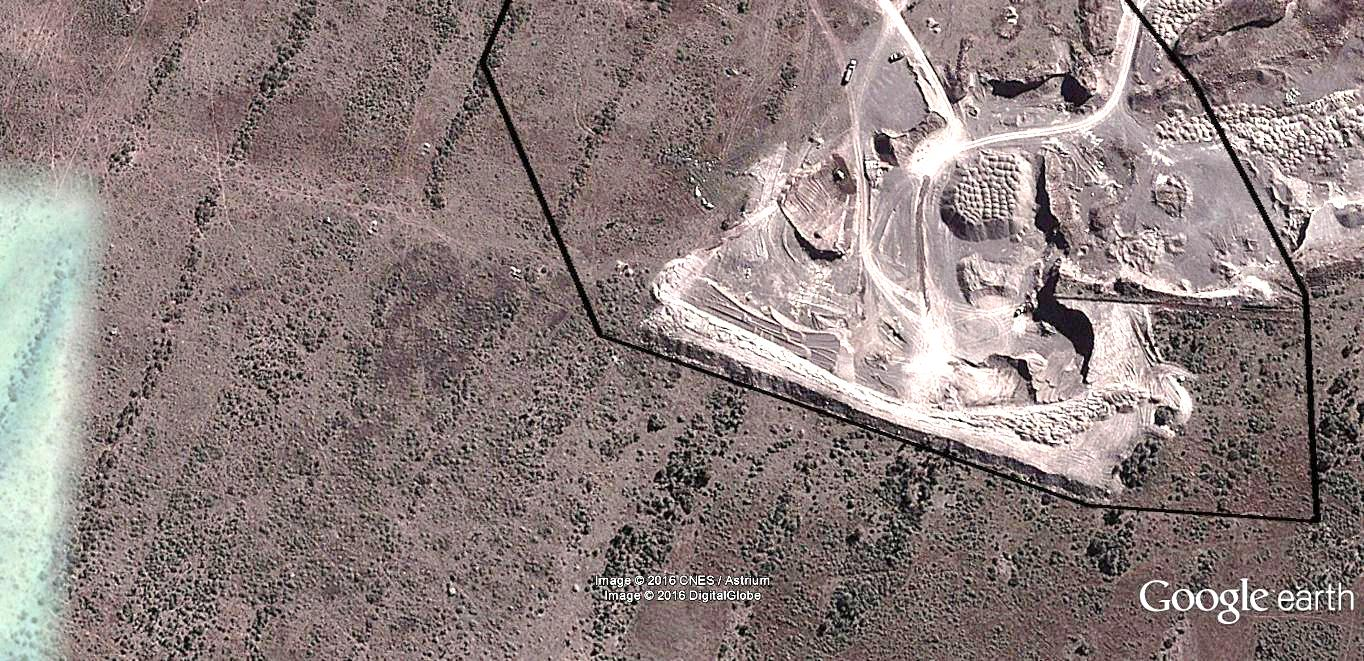 Image © 2016 CNES / Astrium
Image © 2016 DigitalGlobe
Google earth